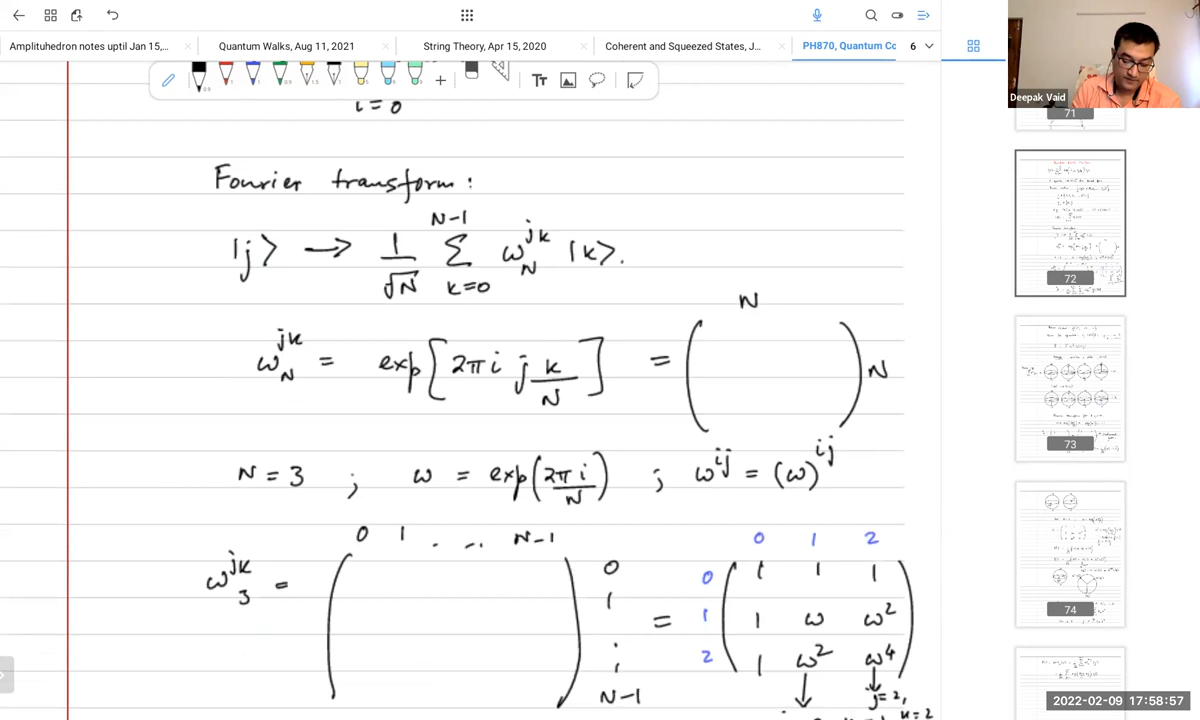 Amplituhedron notes uptil Jan 15,...
Quantum Walks, Aug 11, 2021
String Theory, Apr 15, 2020
Coherent and Squeezed States, J...
PH870, Quantum Cc
6
Tт
Deepak Vaid
i = 0
Fourier transform :
|j> → 1/√N Σ_{k=0}^{N-1} ω_N^{jk} |k>.
ω_N^{jk} = exp[2πi j k/N] = ( ) N
N
N = 3 ; ω = exp(2πi/N) ; ω^{ij} = (ω)^{ij}
0 1 . . .. N-1
0 1 2
ω_3^{jk} = ( ) 0 1 : N-1 =
0 ( 1 1 1 )
1 ( 1 ω ω² )
2 ( 1 ω² ω⁴ )
j=2,
k=2
71
72
73
74
2022-02-09 17:58:57